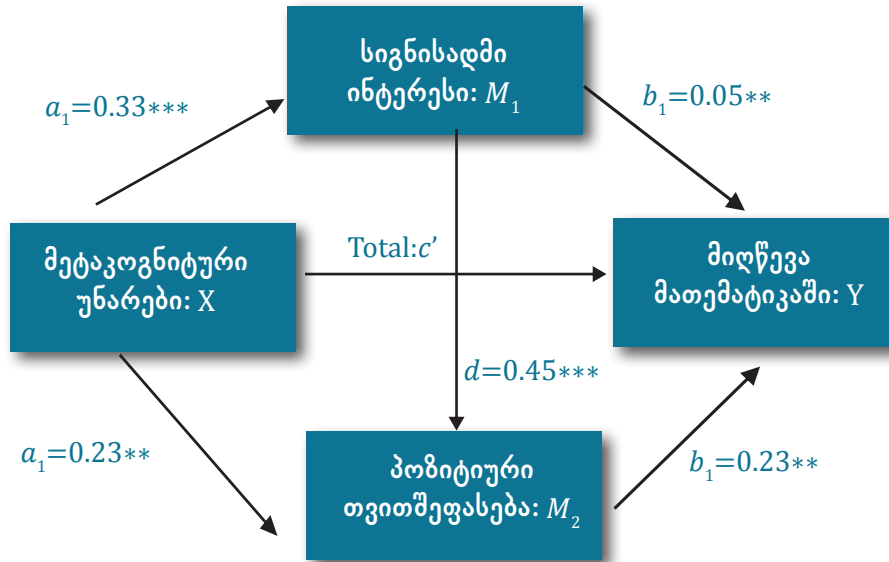 სიგნისადმი
ინტერესი: M₁
a₁=0.33***
b₁=0.05**
მეტაკოგნიტური
უნარები: X
Total:c’
მიღწევა
მათემატიკაში: Y
d=0.45***
a₁=0.23**
პოზიტიური
თვითშეფასება: M₂
b₁=0.23**